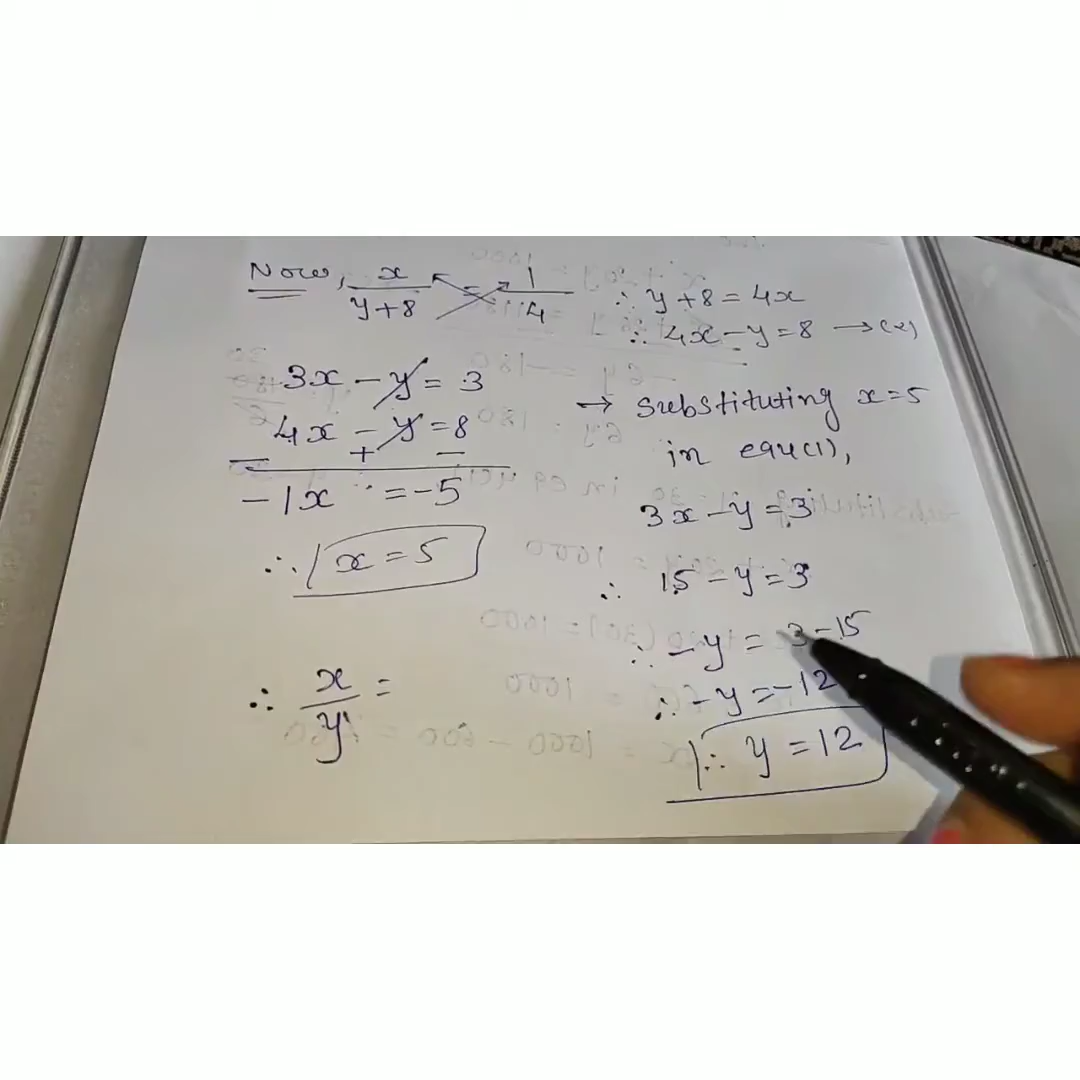 Now, x/(y+8) = 1/4 ∴ y+8 = 4x
∴ 4x-y=8 →(2)
3x - y = 3
4x - y = 8
- + -
-1x = -5
∴ x = 5
→ substituting x=5
in equ(1),
3x-y=3
∴ 15-y=3
∴ -y = 3-15
∴ -y=-12
∴ y=12
∴ x/y =